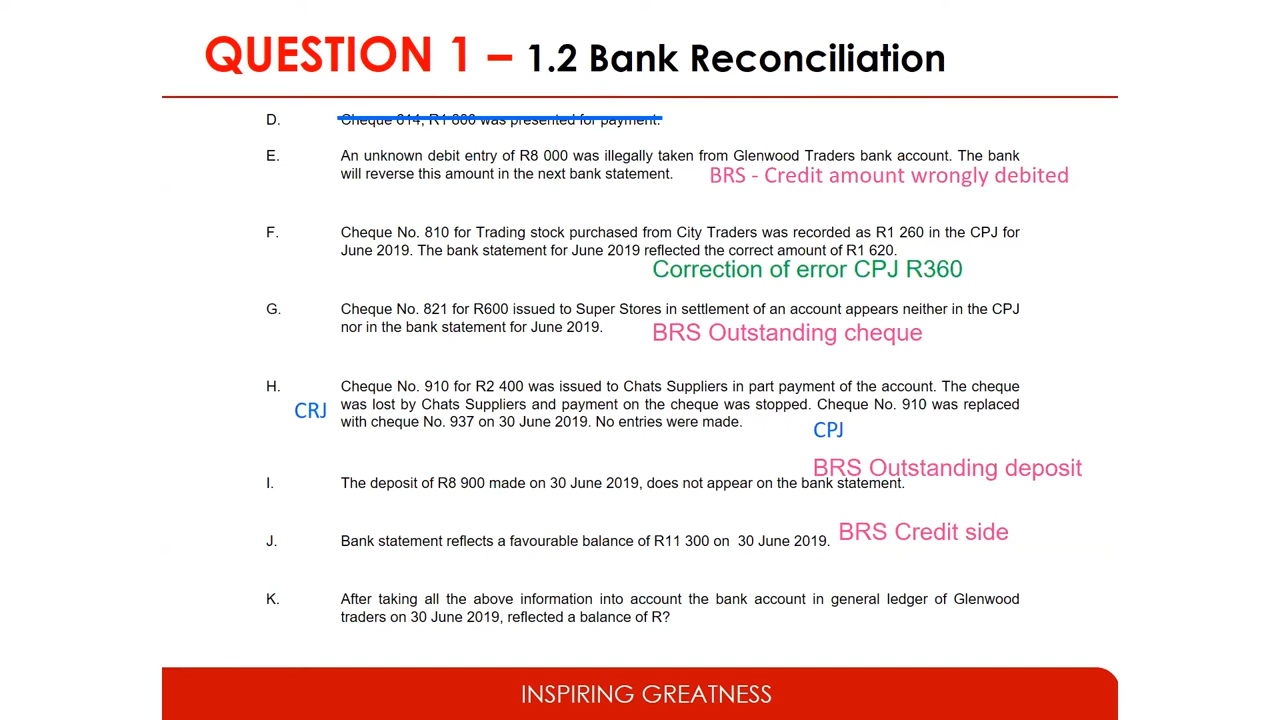 QUESTION 1 – 1.2 Bank Reconciliation
D. Cheque 814, R1 800 was presented for payment.
E. An unknown debit entry of R8 000 was illegally taken from Glenwood Traders bank account. The bank
will reverse this amount in the next bank statement.
BRS - Credit amount wrongly debited
F. Cheque No. 810 for Trading stock purchased from City Traders was recorded as R1 260 in the CPJ for
June 2019. The bank statement for June 2019 reflected the correct amount of R1 620.
Correction of error CPJ R360
G. Cheque No. 821 for R600 issued to Super Stores in settlement of an account appears neither in the CPJ
nor in the bank statement for June 2019.
BRS Outstanding cheque
H. Cheque No. 910 for R2 400 was issued to Chats Suppliers in part payment of the account. The cheque
CRJ
was lost by Chats Suppliers and payment on the cheque was stopped. Cheque No. 910 was replaced
with cheque No. 937 on 30 June 2019. No entries were made.
CPJ
BRS Outstanding deposit
I. The deposit of R8 900 made on 30 June 2019, does not appear on the bank statement.
J. Bank statement reflects a favourable balance of R11 300 on 30 June 2019.
BRS Credit side
K. After taking all the above information into account the bank account in general ledger of Glenwood
traders on 30 June 2019, reflected a balance of R?
INSPIRING GREATNESS